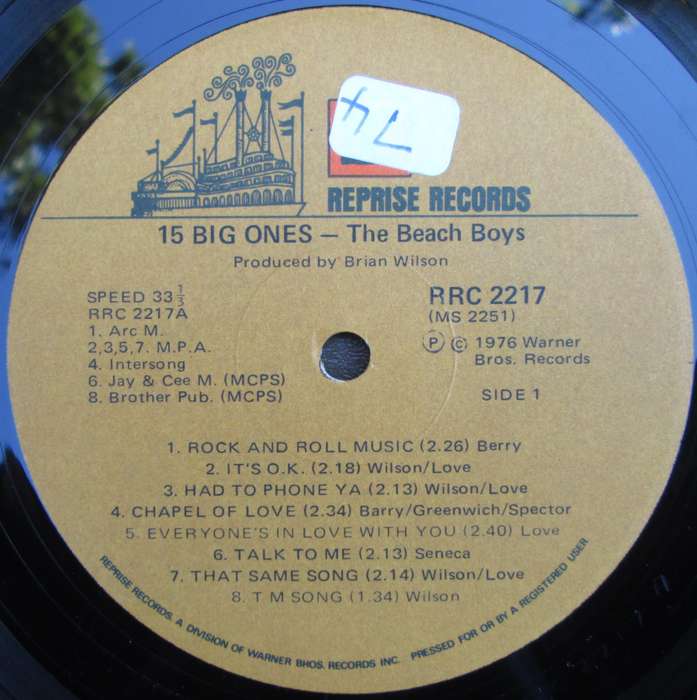 74
REPRISE RECORDS
15 BIG ONES — The Beach Boys
Produced by Brian Wilson
SPEED 33 1/3
RRC 2217A
1. Arc M.
2,3,5,7. M.P.A.
4. Intersong
6. Jay & Cee M. (MCPS)
8. Brother Pub. (MCPS)
RRC 2217
(MS 2251)
Ⓟ © 1976 Warner
Bros. Records
SIDE 1
1. ROCK AND ROLL MUSIC (2.26) Berry
2. IT'S O.K. (2.18) Wilson/Love
3. HAD TO PHONE YA (2.13) Wilson/Love
4. CHAPEL OF LOVE (2.34) Barry/Greenwich/Spector
5. EVERYONE'S IN LOVE WITH YOU (2.40) Love
6. TALK TO ME (2.13) Seneca
7. THAT SAME SONG (2.14) Wilson/Love
8. T M SONG (1.34) Wilson
REPRISE RECORDS, A DIVISION OF WARNER BROS. RECORDS INC. PRESSED FOR OR BY A REGISTERED USER